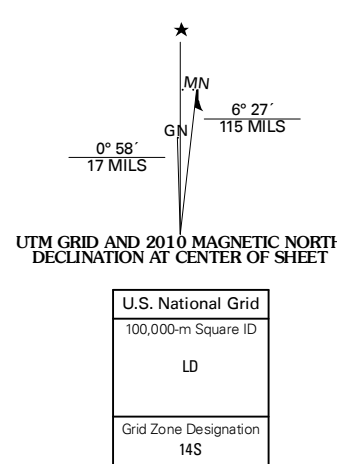 MN
6° 27´
115 MILS
GN
0° 58´
17 MILS
UTM GRID AND 2010 MAGNETIC NORTH
DECLINATION AT CENTER OF SHEET
U.S. National Grid
100,000-m Square ID
LD
Grid Zone Designation
14S